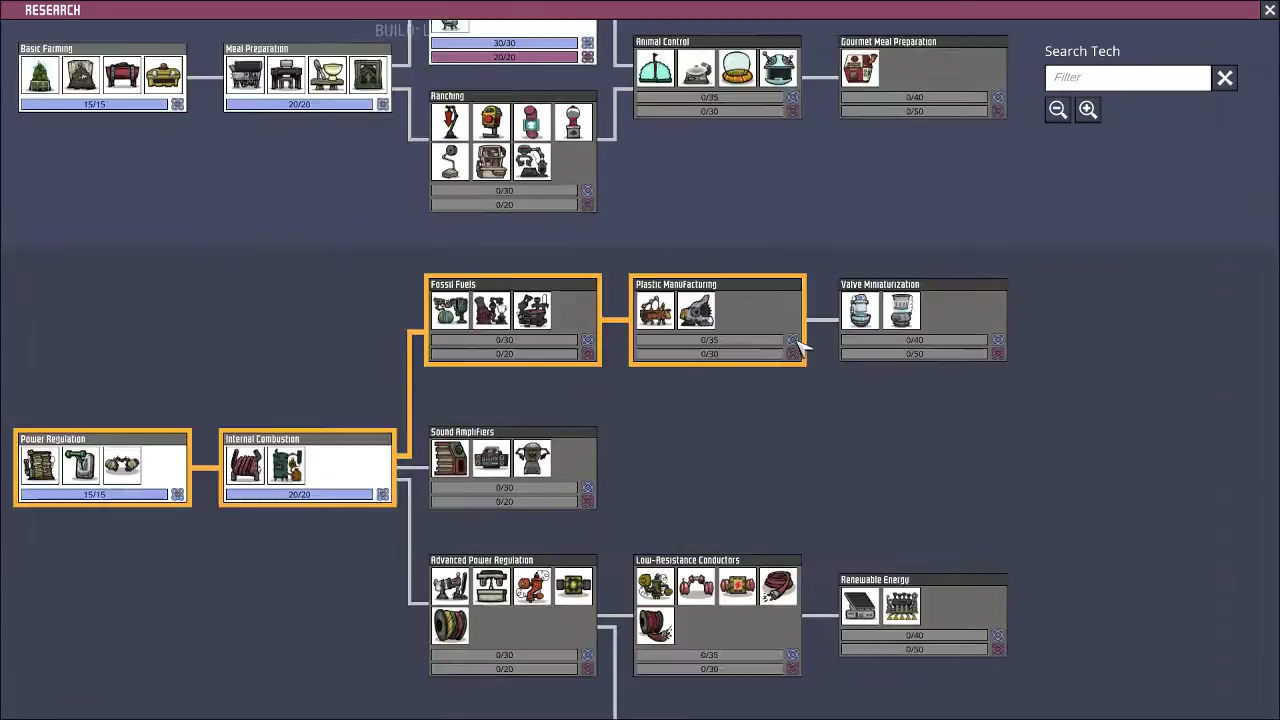 RESEARCH
BUILD: L
30/30
20/20
Basic Farming
15/15
Meal Preparation
20/20
Ranching
0/30
0/20
Animal Control
0/35
0/30
Gourmet Meal Preparation
0/40
0/50
Search Tech
Filter
Fossil Fuels
0/30
0/20
Plastic Manufacturing
0/35
0/30
Valve Miniaturization
0/40
0/50
Power Regulation
15/15
Internal Combustion
20/20
Sound Amplifiers
0/30
0/20
Advanced Power Regulation
0/30
0/20
Low-Resistance Conductors
0/35
0/30
Renewable Energy
0/40
0/50